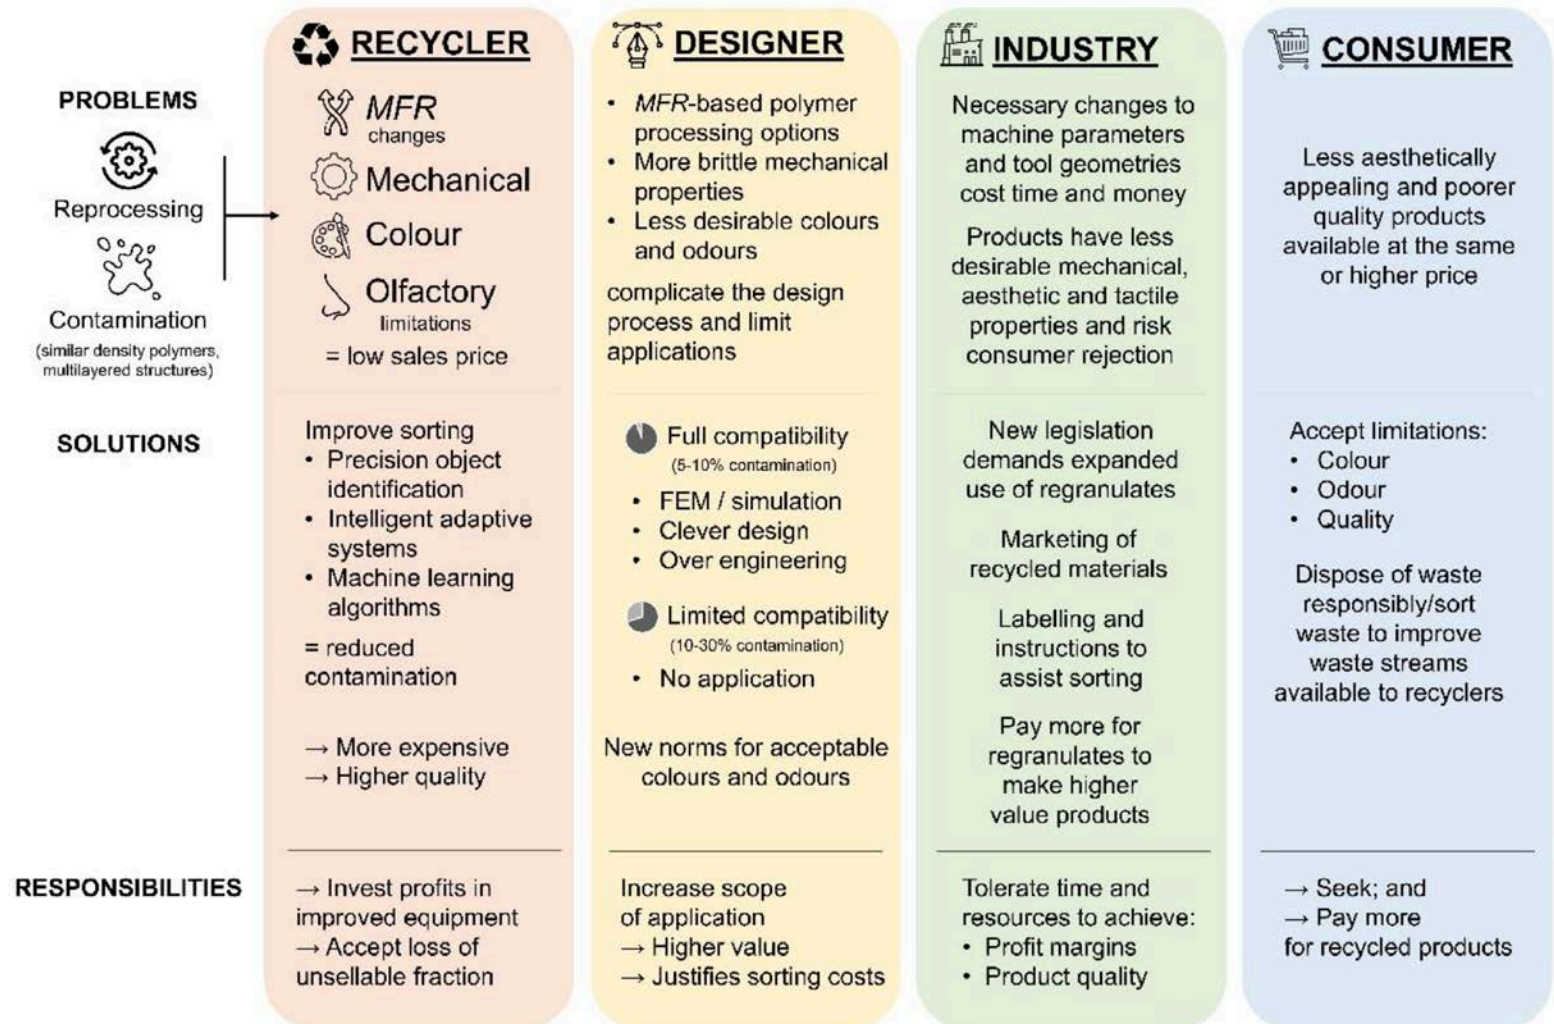 PROBLEMS
Reprocessing
Contamination
(similar density polymers,
multilayered structures)
SOLUTIONS
RESPONSIBILITIES
RECYCLER
MFR
changes
Mechanical
Colour
Olfactory
limitations
= low sales price
Improve sorting
• Precision object
identification
• Intelligent adaptive
systems
• Machine learning
algorithms
= reduced
contamination
→ More expensive
→ Higher quality
→ Invest profits in
improved equipment
→ Accept loss of
unsellable fraction
DESIGNER
• MFR-based polymer
processing options
• More brittle mechanical
properties
• Less desirable colours
and odours
complicate the design
process and limit
applications
Full compatibility
(5-10% contamination)
• FEM / simulation
• Clever design
• Over engineering
Limited compatibility
(10-30% contamination)
• No application
New norms for acceptable
colours and odours
Increase scope
of application
→ Higher value
→ Justifies sorting costs
INDUSTRY
Necessary changes to
machine parameters
and tool geometries
cost time and money
Products have less
desirable mechanical,
aesthetic and tactile
properties and risk
consumer rejection
New legislation
demands expanded
use of regranulates
Marketing of
recycled materials
Labelling and
instructions to
assist sorting
Pay more for
regranulates to
make higher
value products
Tolerate time and
resources to achieve:
• Profit margins
• Product quality
CONSUMER
Less aesthetically
appealing and poorer
quality products
available at the same
or higher price
Accept limitations:
• Colour
• Odour
• Quality
Dispose of waste
responsibly/sort
waste to improve
waste streams
available to recyclers
→ Seek; and
→ Pay more
for recycled products